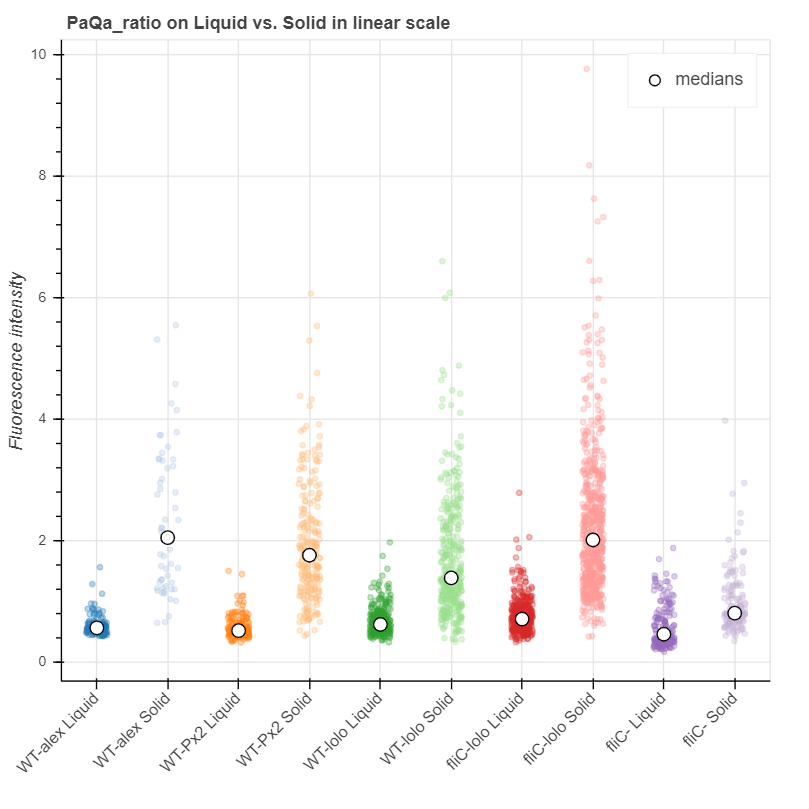 PaQa_ratio on Liquid vs. Solid in linear scale
medians
Fluorescence intensity
10
8
6
4
2
0
WT-alex Liquid
WT-alex Solid
WT-Px2 Liquid
WT-Px2 Solid
WT-lolo Liquid
WT-lolo Solid
fliC-lolo Liquid
fliC-lolo Solid
fliC- Liquid
fliC- Solid